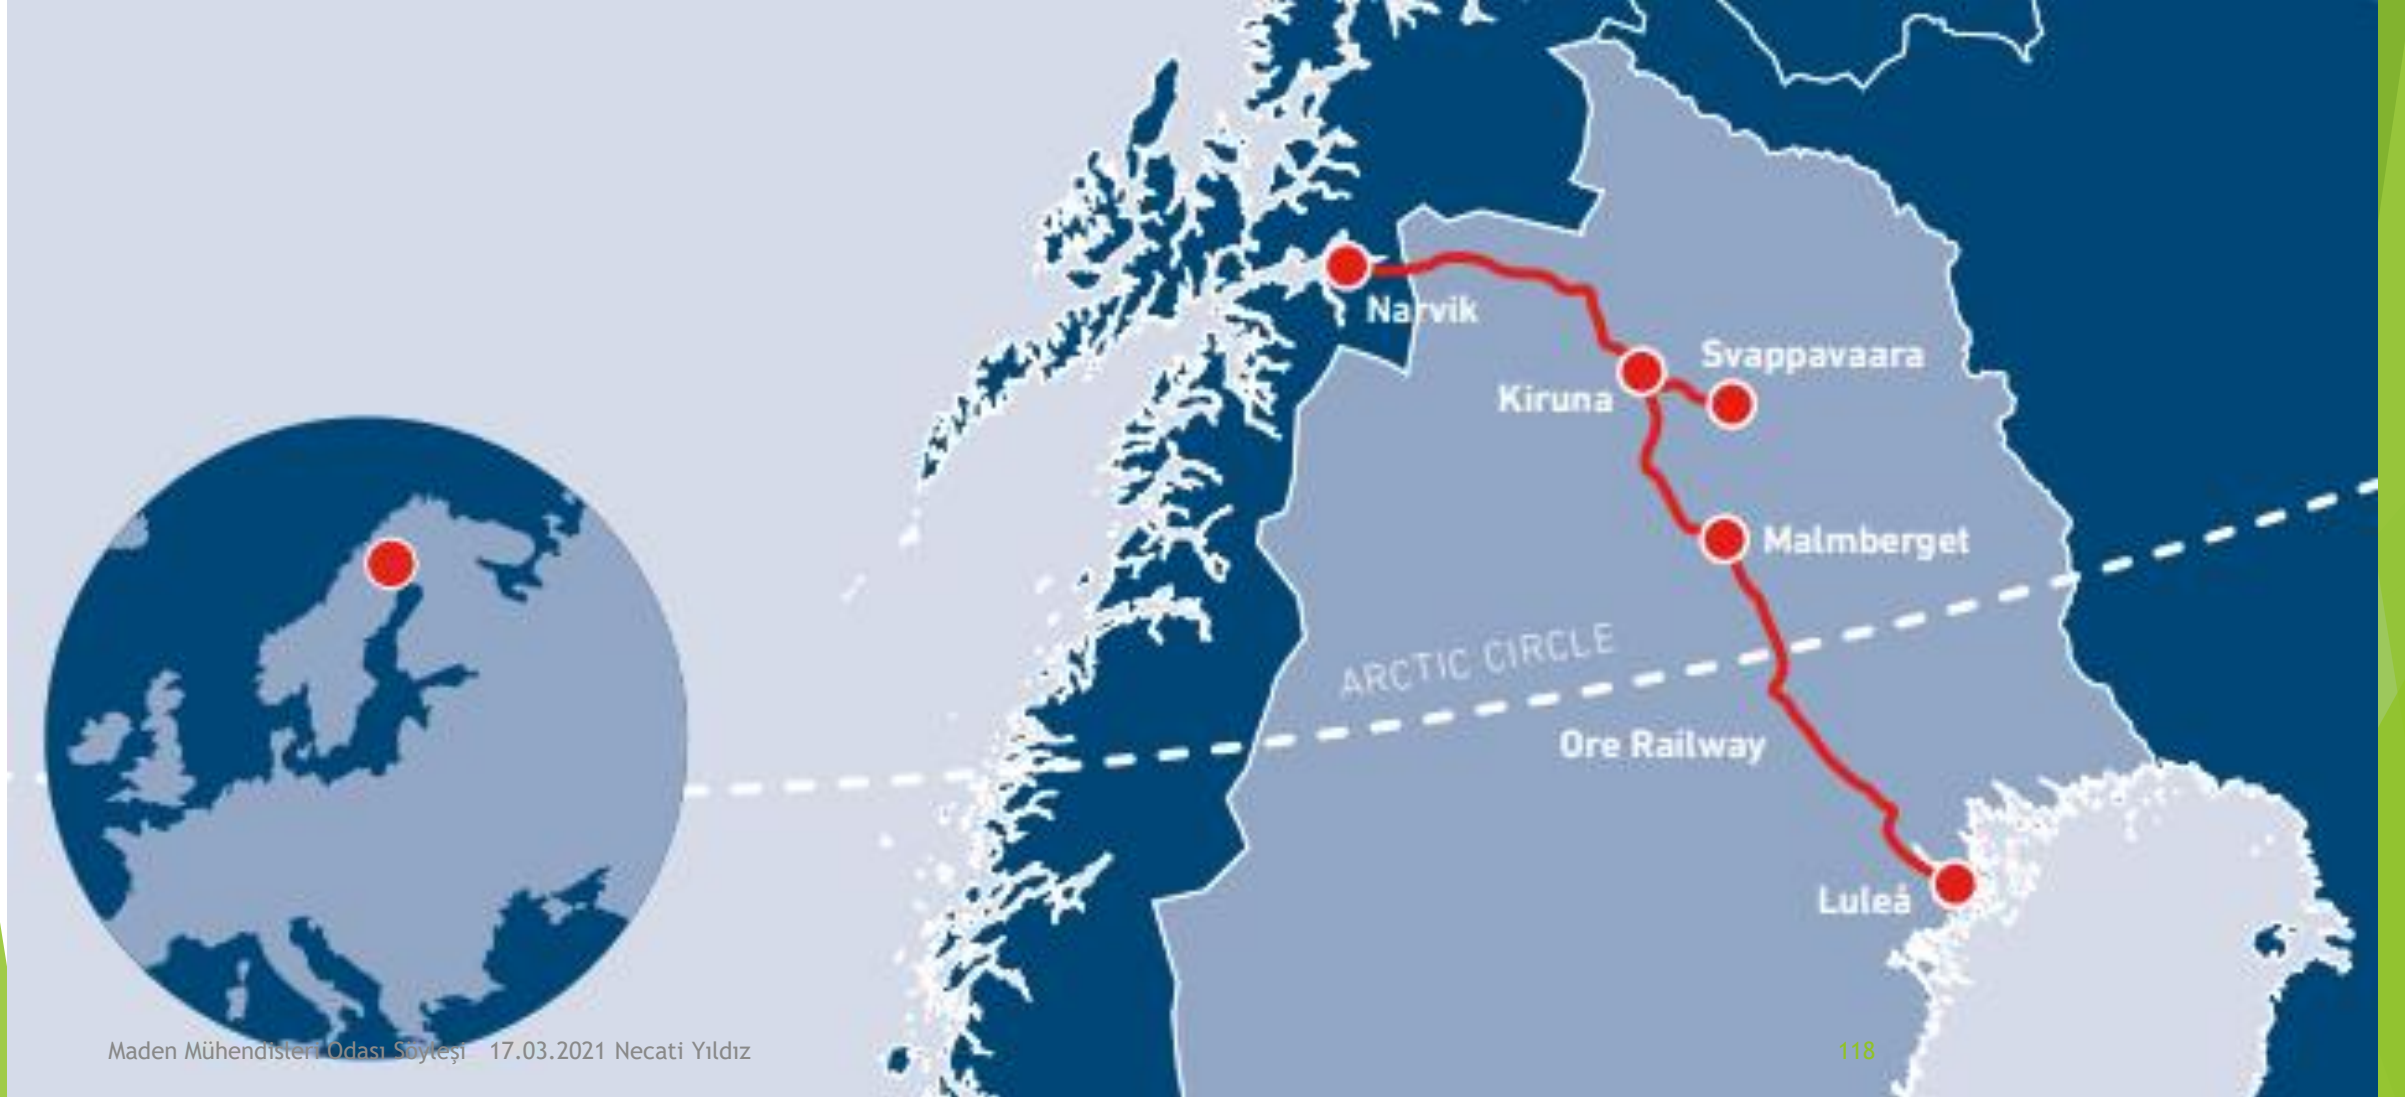 Narvik
Svappavaara
Kiruna
Malmberget
ARCTIC CIRCLE
Ore Railway
Luleå
Maden Mühendisleri Odası Söyleşi 17.03.2021 Necati Yıldız
118